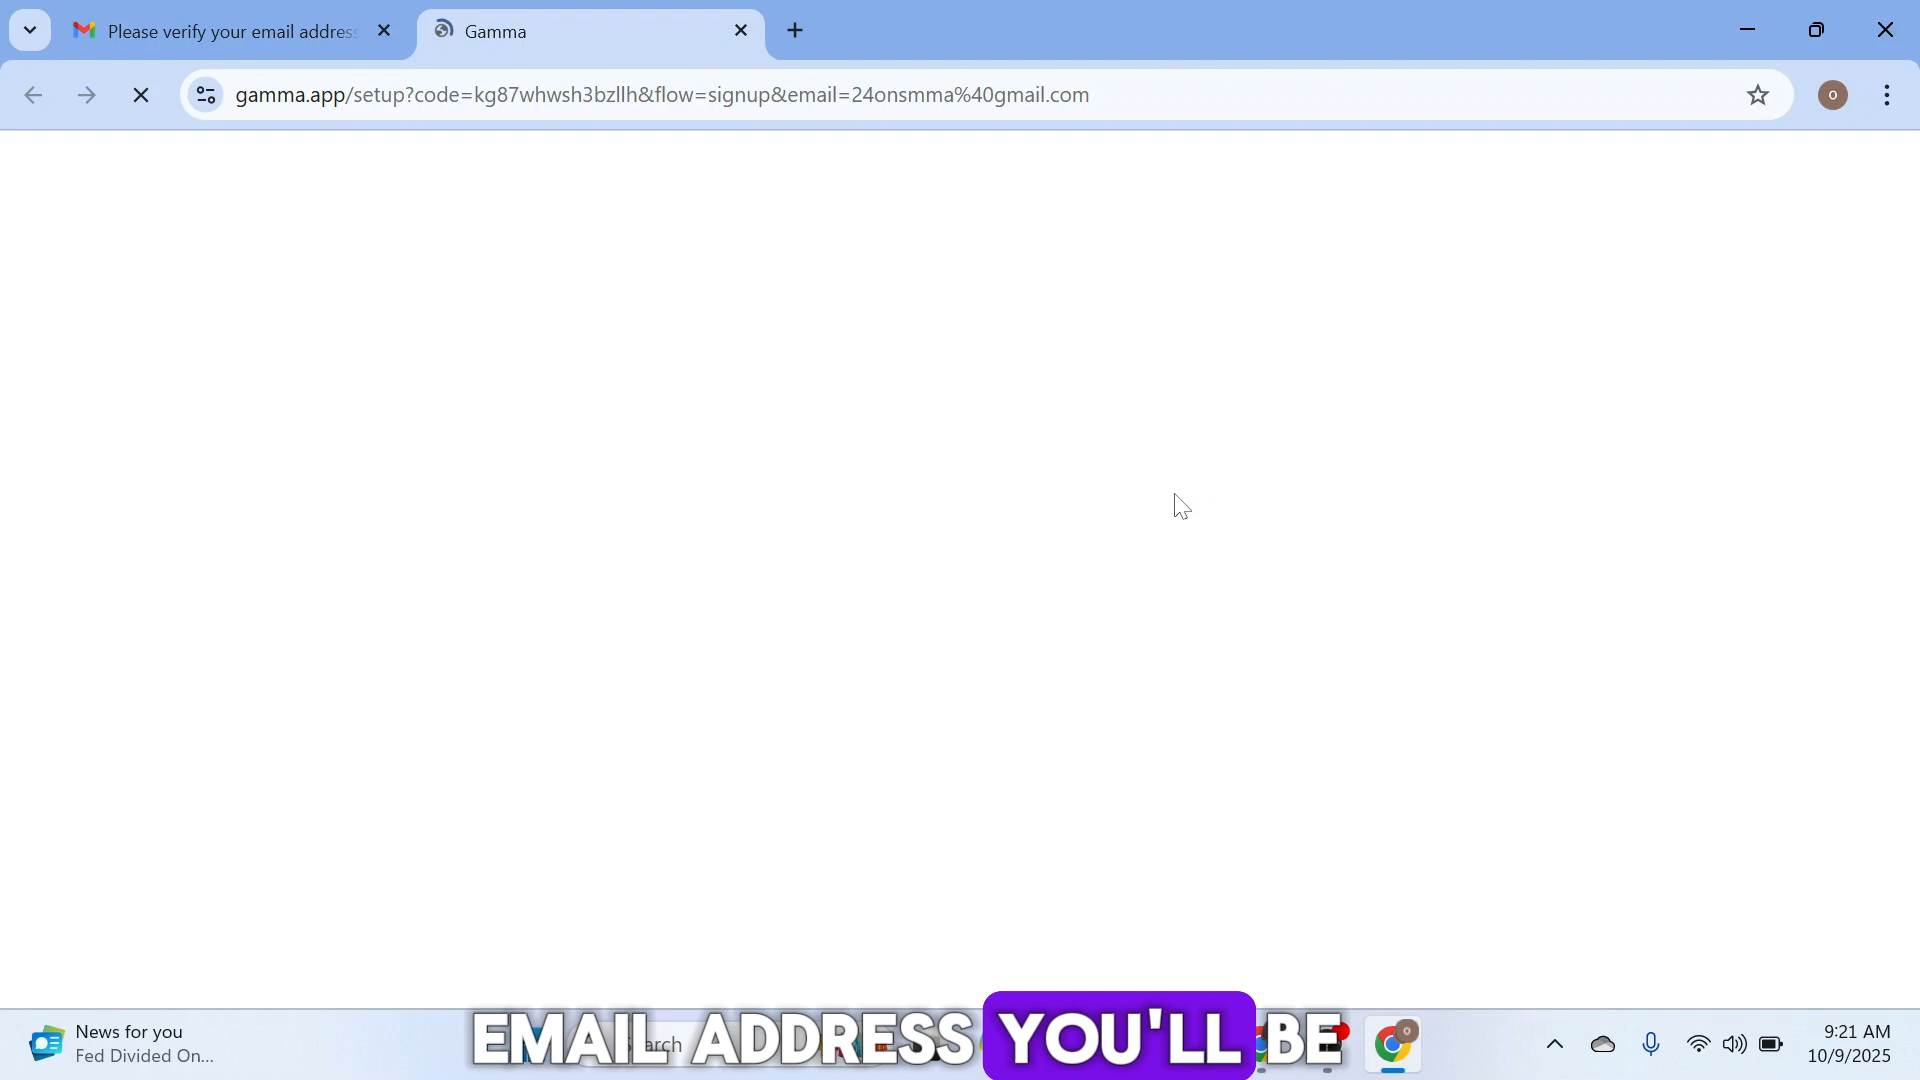 Please verify your email address
Gamma
gamma.app/setup?code=kg87whwsh3bzllh&flow=signup&email=24onsmma%40gmail.com
O
News for you
Fed Divided On...
EMAIL ADDRESS YOU'LL BE
9:21 AM
10/9/2025